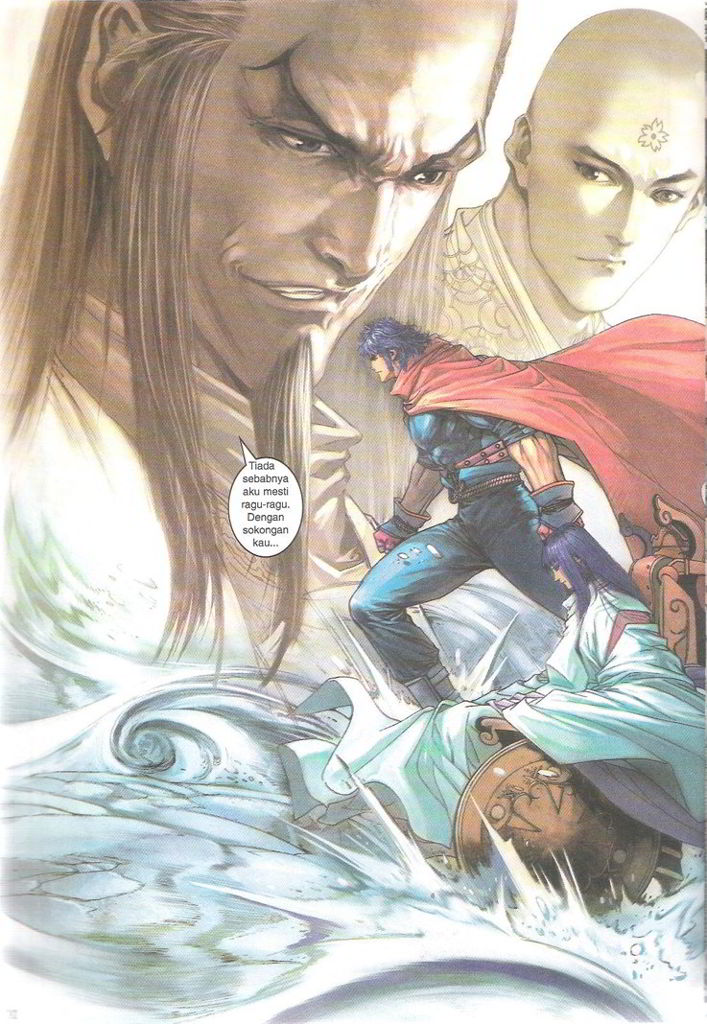 Tiada
sebabnya
aku mesti
ragu-ragu.
Dengan
sokongan
kau...